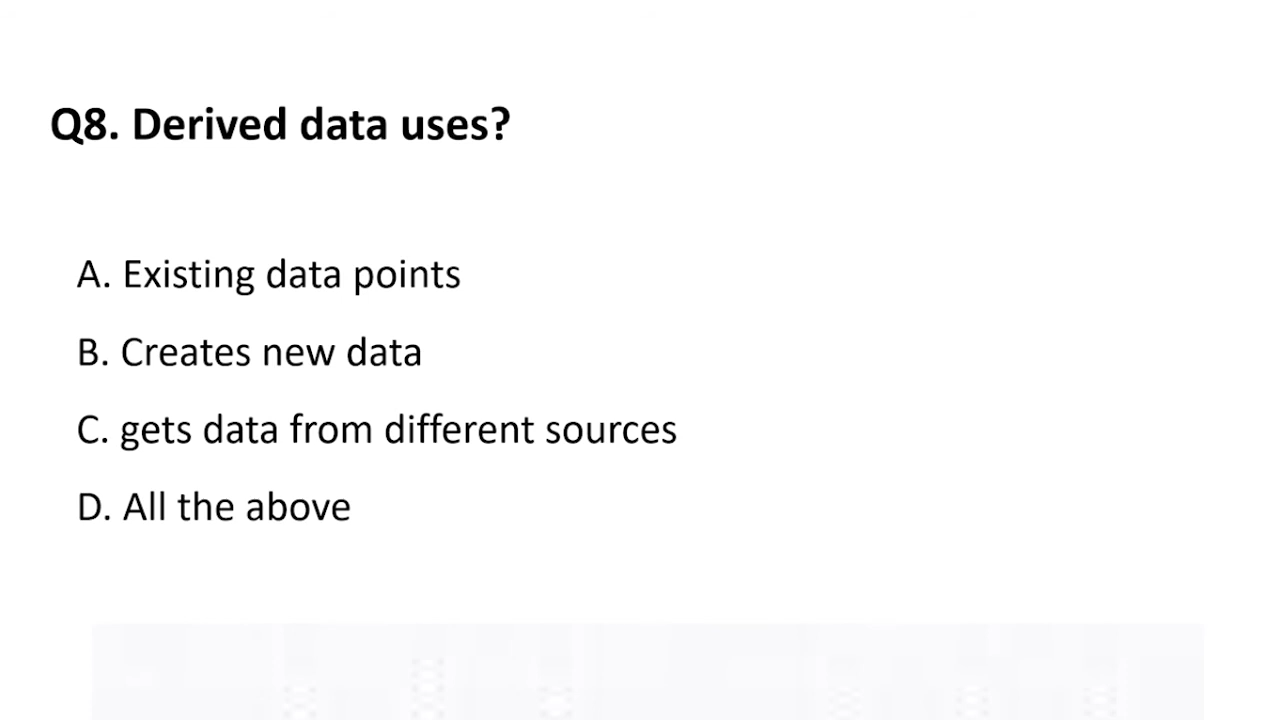 Q8. Derived data uses?
A. Existing data points
B. Creates new data
C. gets data from different sources
D. All the above